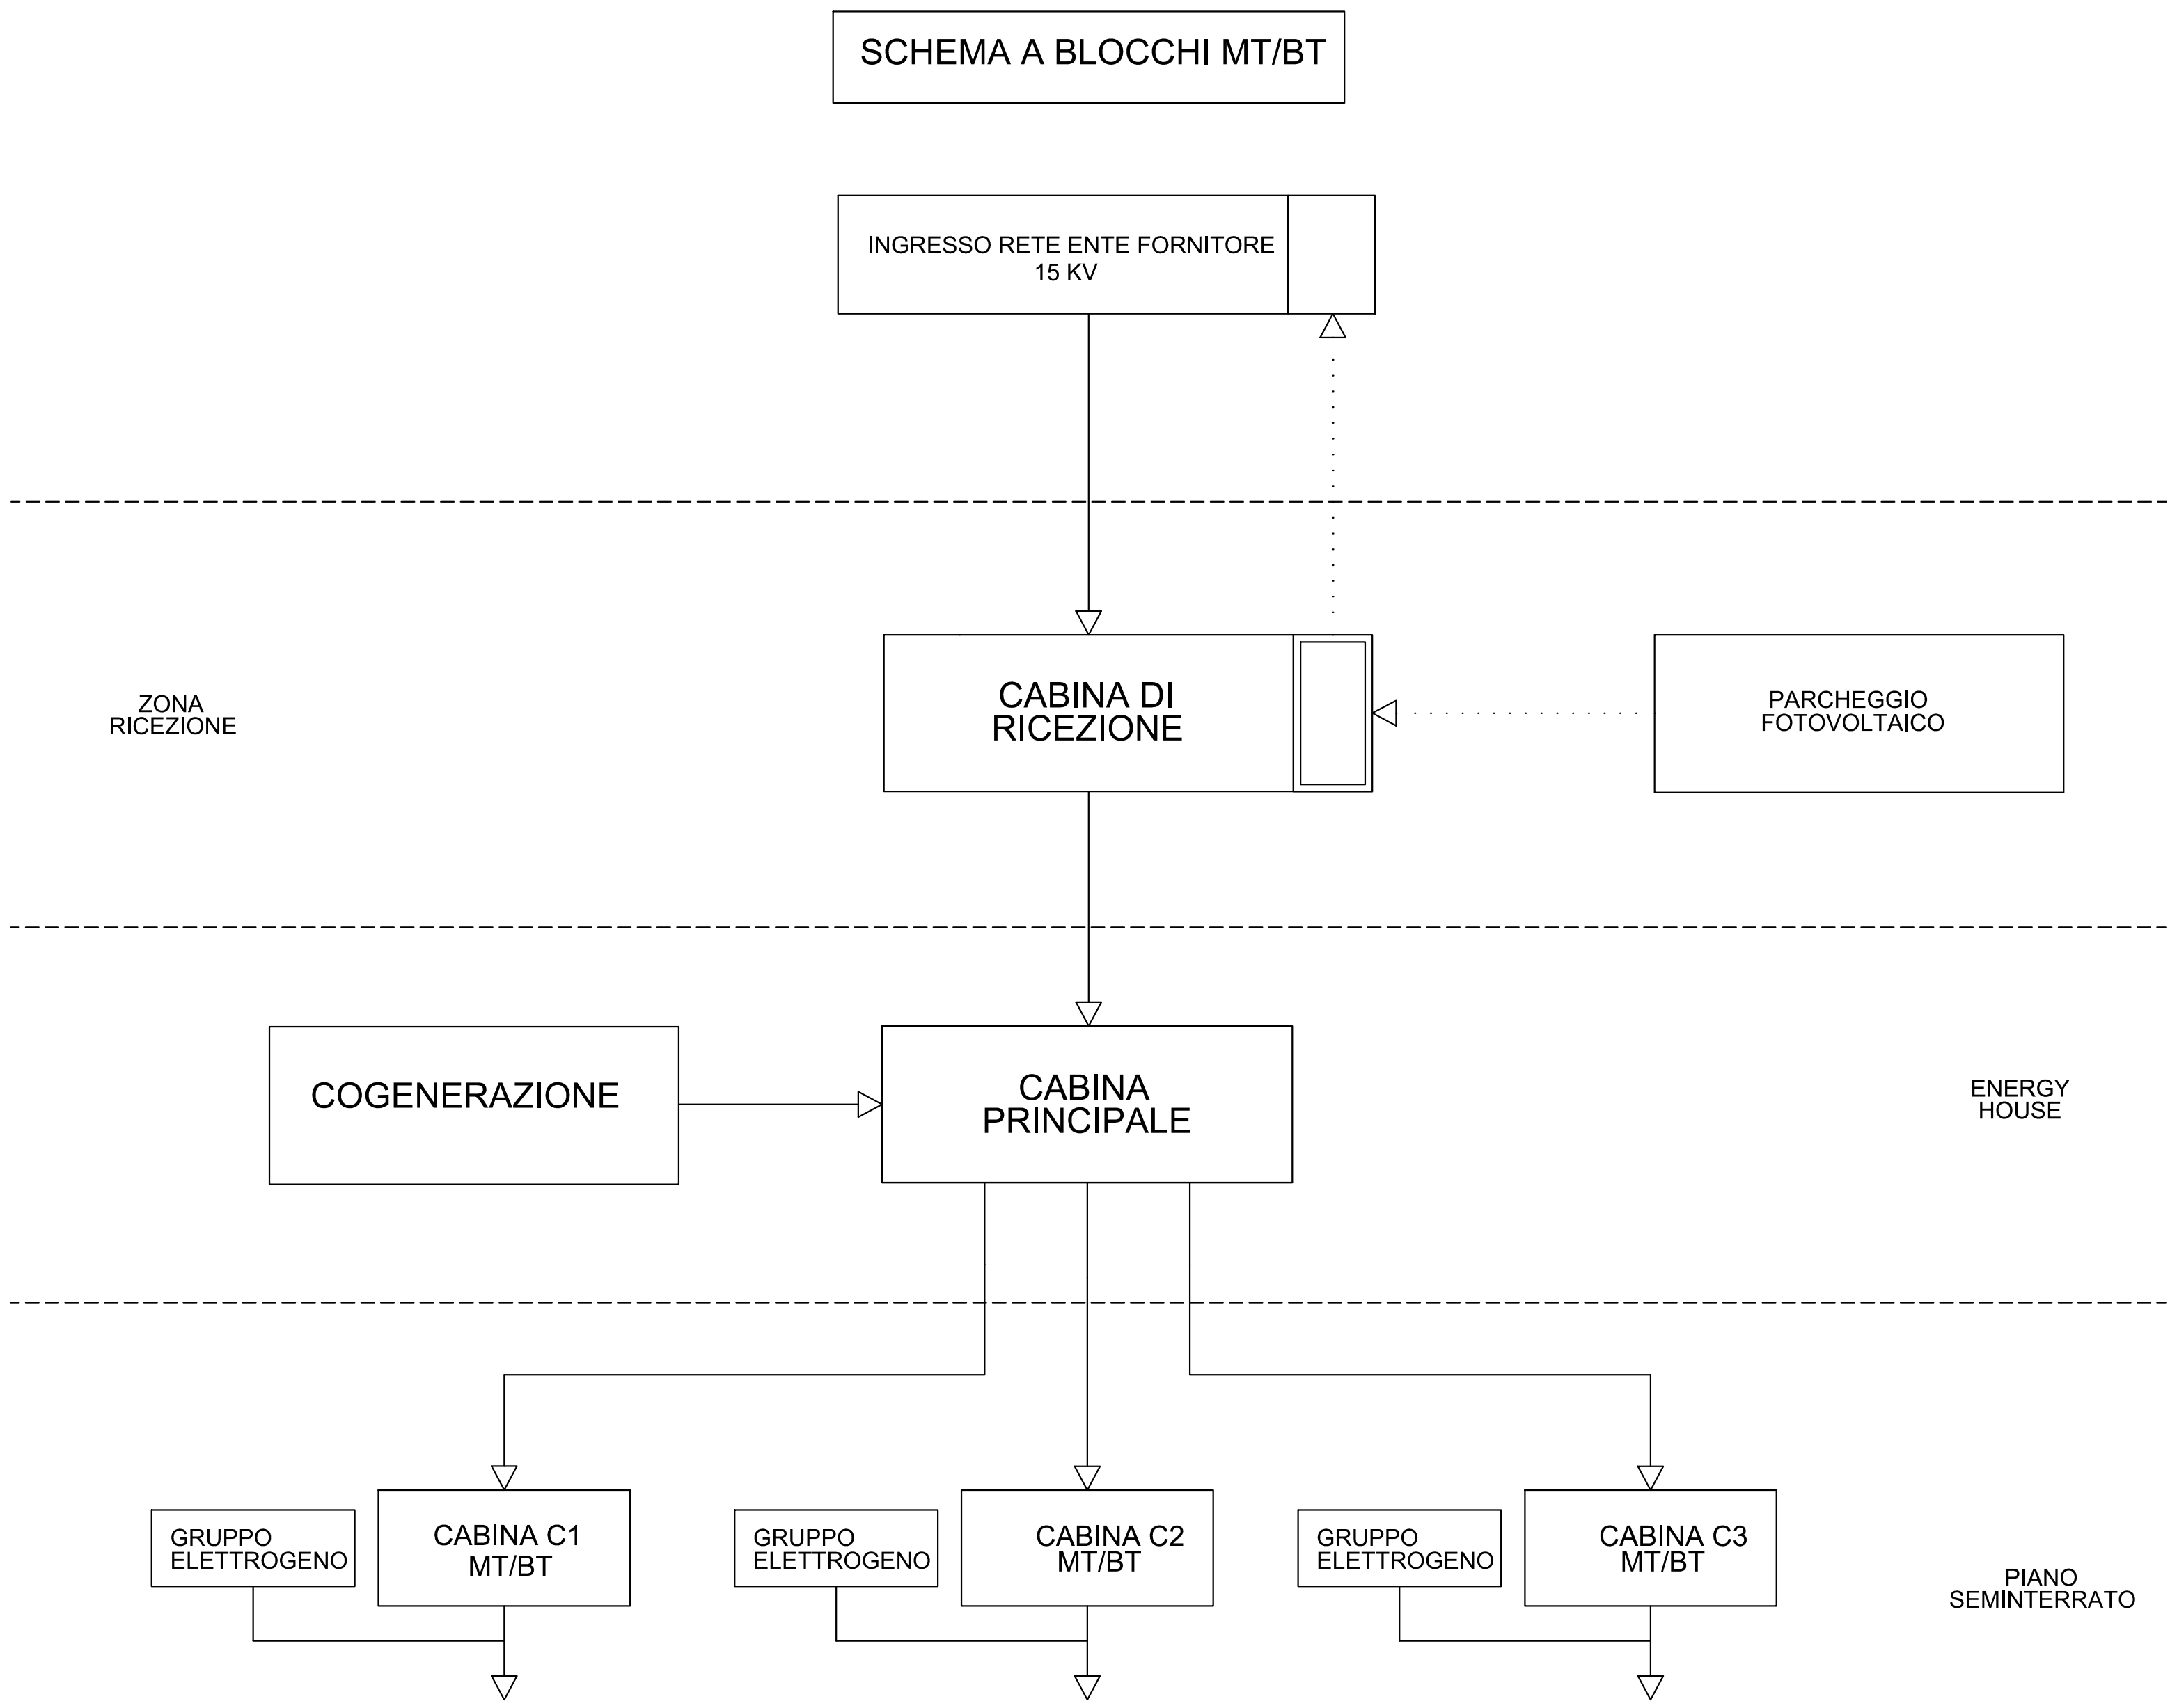 SCHEMA A BLOCCHI MT/BT
INGRESSO RETE ENTE FORNITORE
15 KV
ZONA
RICEZIONE
CABINA DI
RICEZIONE
PARCHEGGIO
FOTOVOLTAICO
COGENERAZIONE
CABINA
PRINCIPALE
ENERGY
HOUSE
GRUPPO
ELETTROGENO
CABINA C1
MT/BT
GRUPPO
ELETTROGENO
CABINA C2
MT/BT
GRUPPO
ELETTROGENO
CABINA C3
MT/BT
PIANO
SEMINTERRATO